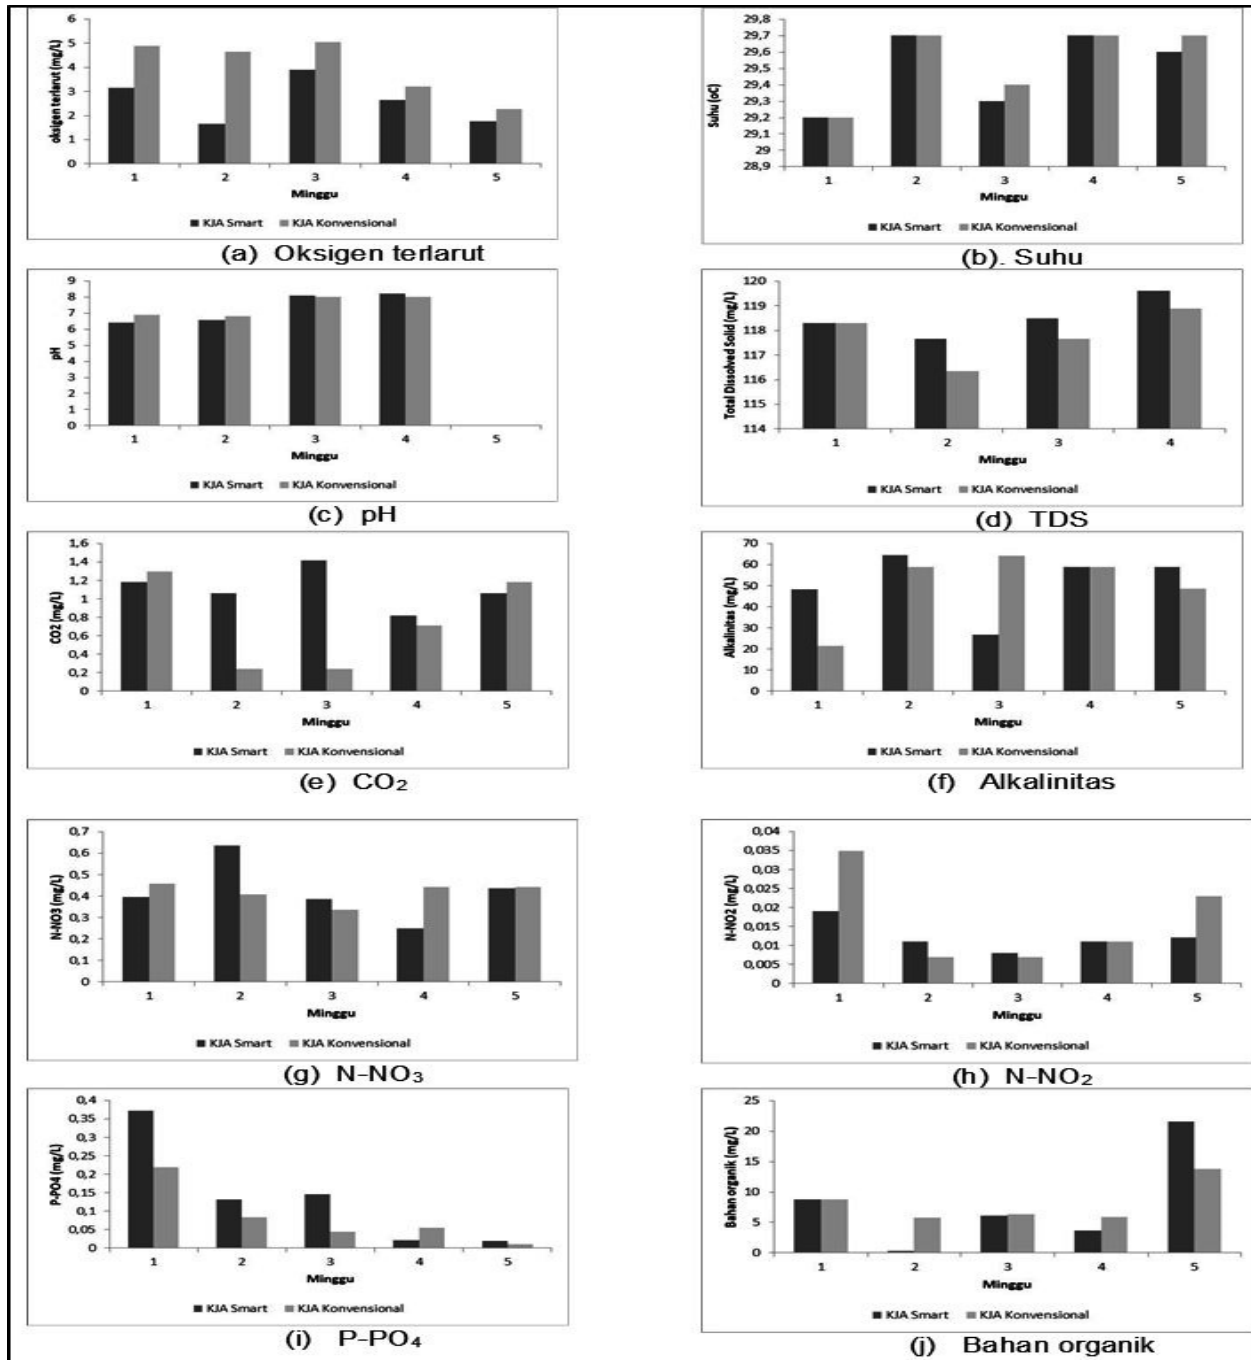 oksigen terlarut (mg/L)
6
5
4
3
2
1
0
1 2 3 4 5
Minggu
KJA Smart KJA Konvensional
(a) Oksigen terlarut
Suhu (oC)
29,8
29,7
29,6
29,5
29,4
29,3
29,2
29,1
29
28,9
1 2 3 4 5
Minggu
KJA Smart KJA Konvensional
(b). Suhu
pH
9
8
7
6
5
4
3
2
1
0
1 2 3 4 5
Minggu
KJA Smart KJA Konvensional
(c) pH
Total Dissolved Solid (mg/L)
120
119
118
117
116
115
114
1 2 3 4
Minggu
KJA Smart KJA Konvensional
(d) TDS
CO2 (mg/L)
1,6
1,4
1,2
1
0,8
0,6
0,4
0,2
0
1 2 3 4 5
Minggu
KJA Smart KJA Konvensional
(e) CO₂
Alkalinitas (mg/L)
70
60
50
40
30
20
10
0
1 2 3 4 5
Minggu
KJA Smart KJA Konvensional
(f) Alkalinitas
N-NO3 (mg/L)
0,7
0,6
0,5
0,4
0,3
0,2
0,1
0
1 2 3 4 5
Minggu
KJA Smart KJA Konvensional
(g) N-NO₃
N-NO2 (mg/L)
0,04
0,035
0,03
0,025
0,02
0,015
0,01
0,005
0
1 2 3 4 5
Minggu
KJA Smart KJA Konvensional
(h) N-NO₂
P-PO4 (mg/L)
0,4
0,35
0,3
0,25
0,2
0,15
0,1
0,05
0
1 2 3 4 5
Minggu
KJA Smart KJA Konvensional
(i) P-PO₄
Bahan organik (mg/L)
25
20
15
10
5
0
1 2 3 4 5
Minggu
KJA Smart KJA Konvensional
(j) Bahan organik